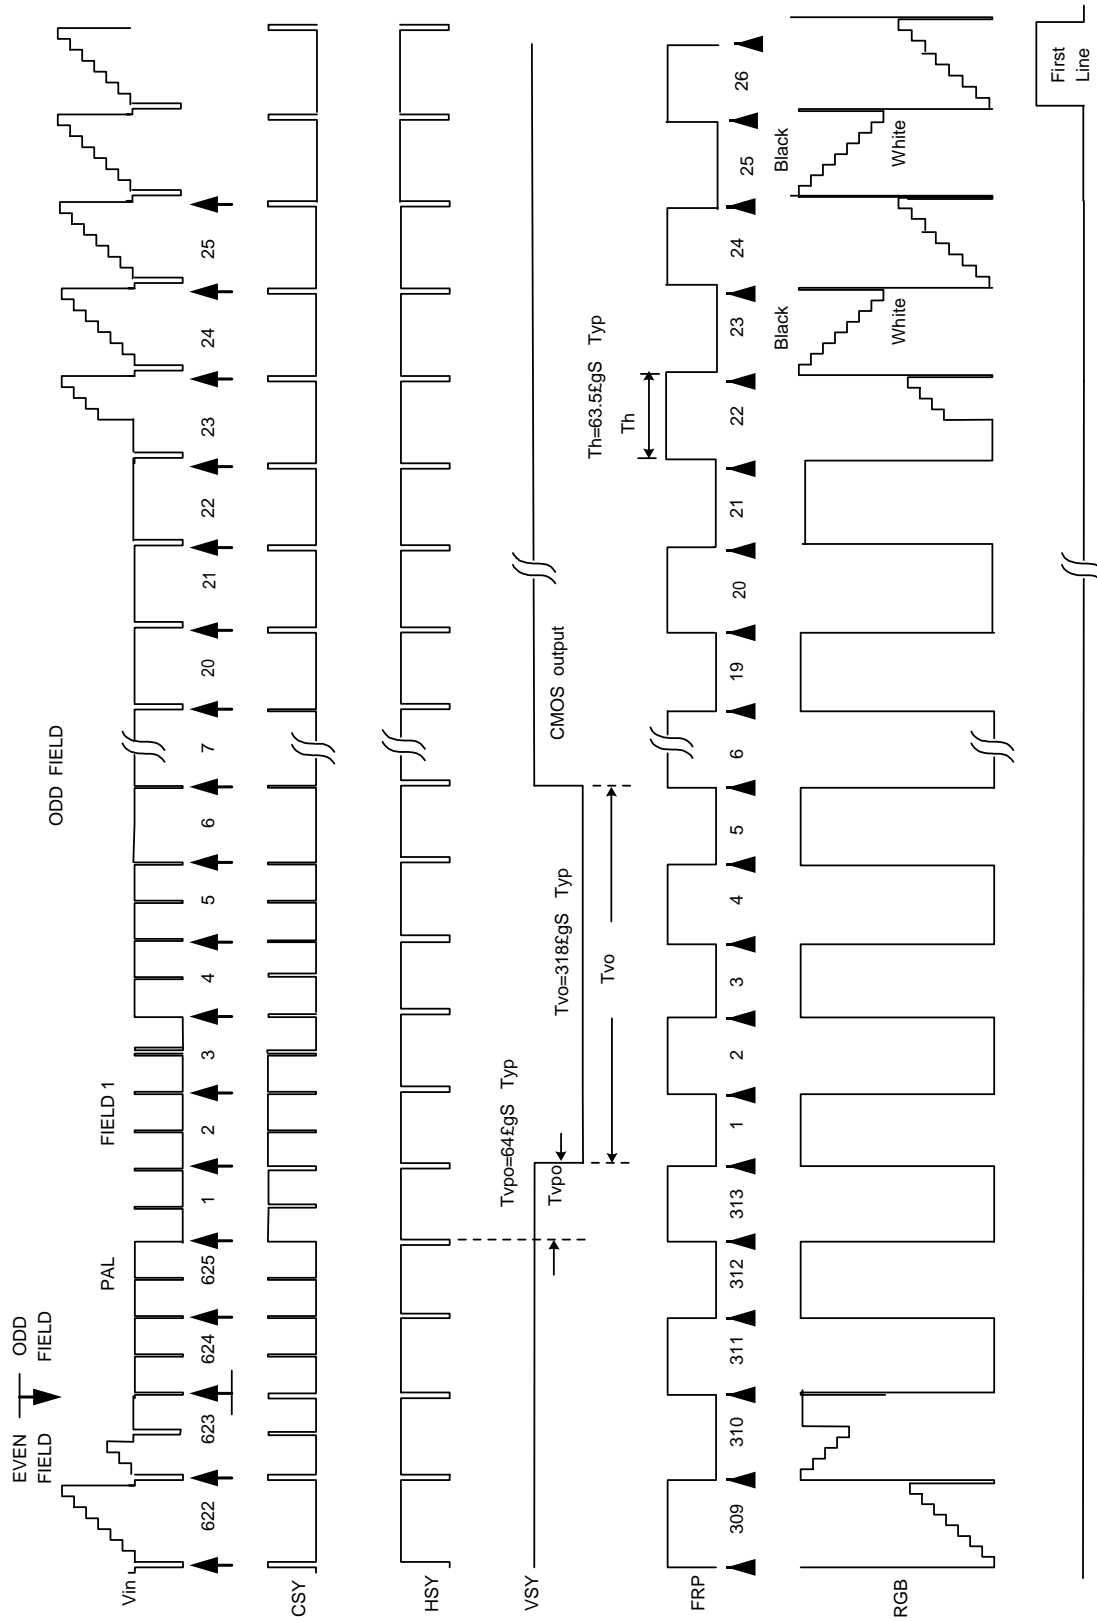 EVEN ODD
FIELD FIELD
ODD FIELD
PAL FIELD 1
Vin
622 623 624 625 1 2 3 4 5 6 7 20 21 22 23 24 25
CSY
HSY
Tvpo=64£gS Typ
VSY
Tvpo
CMOS output
Tvo=318£gS Typ
Th=63.5£gS Typ
Tvo
Th
FRP
309 310 311 312 313 1 2 3 4 5 6 19 20 21 22 23 24 25 26
Black Black
RGB
White White
First
Line